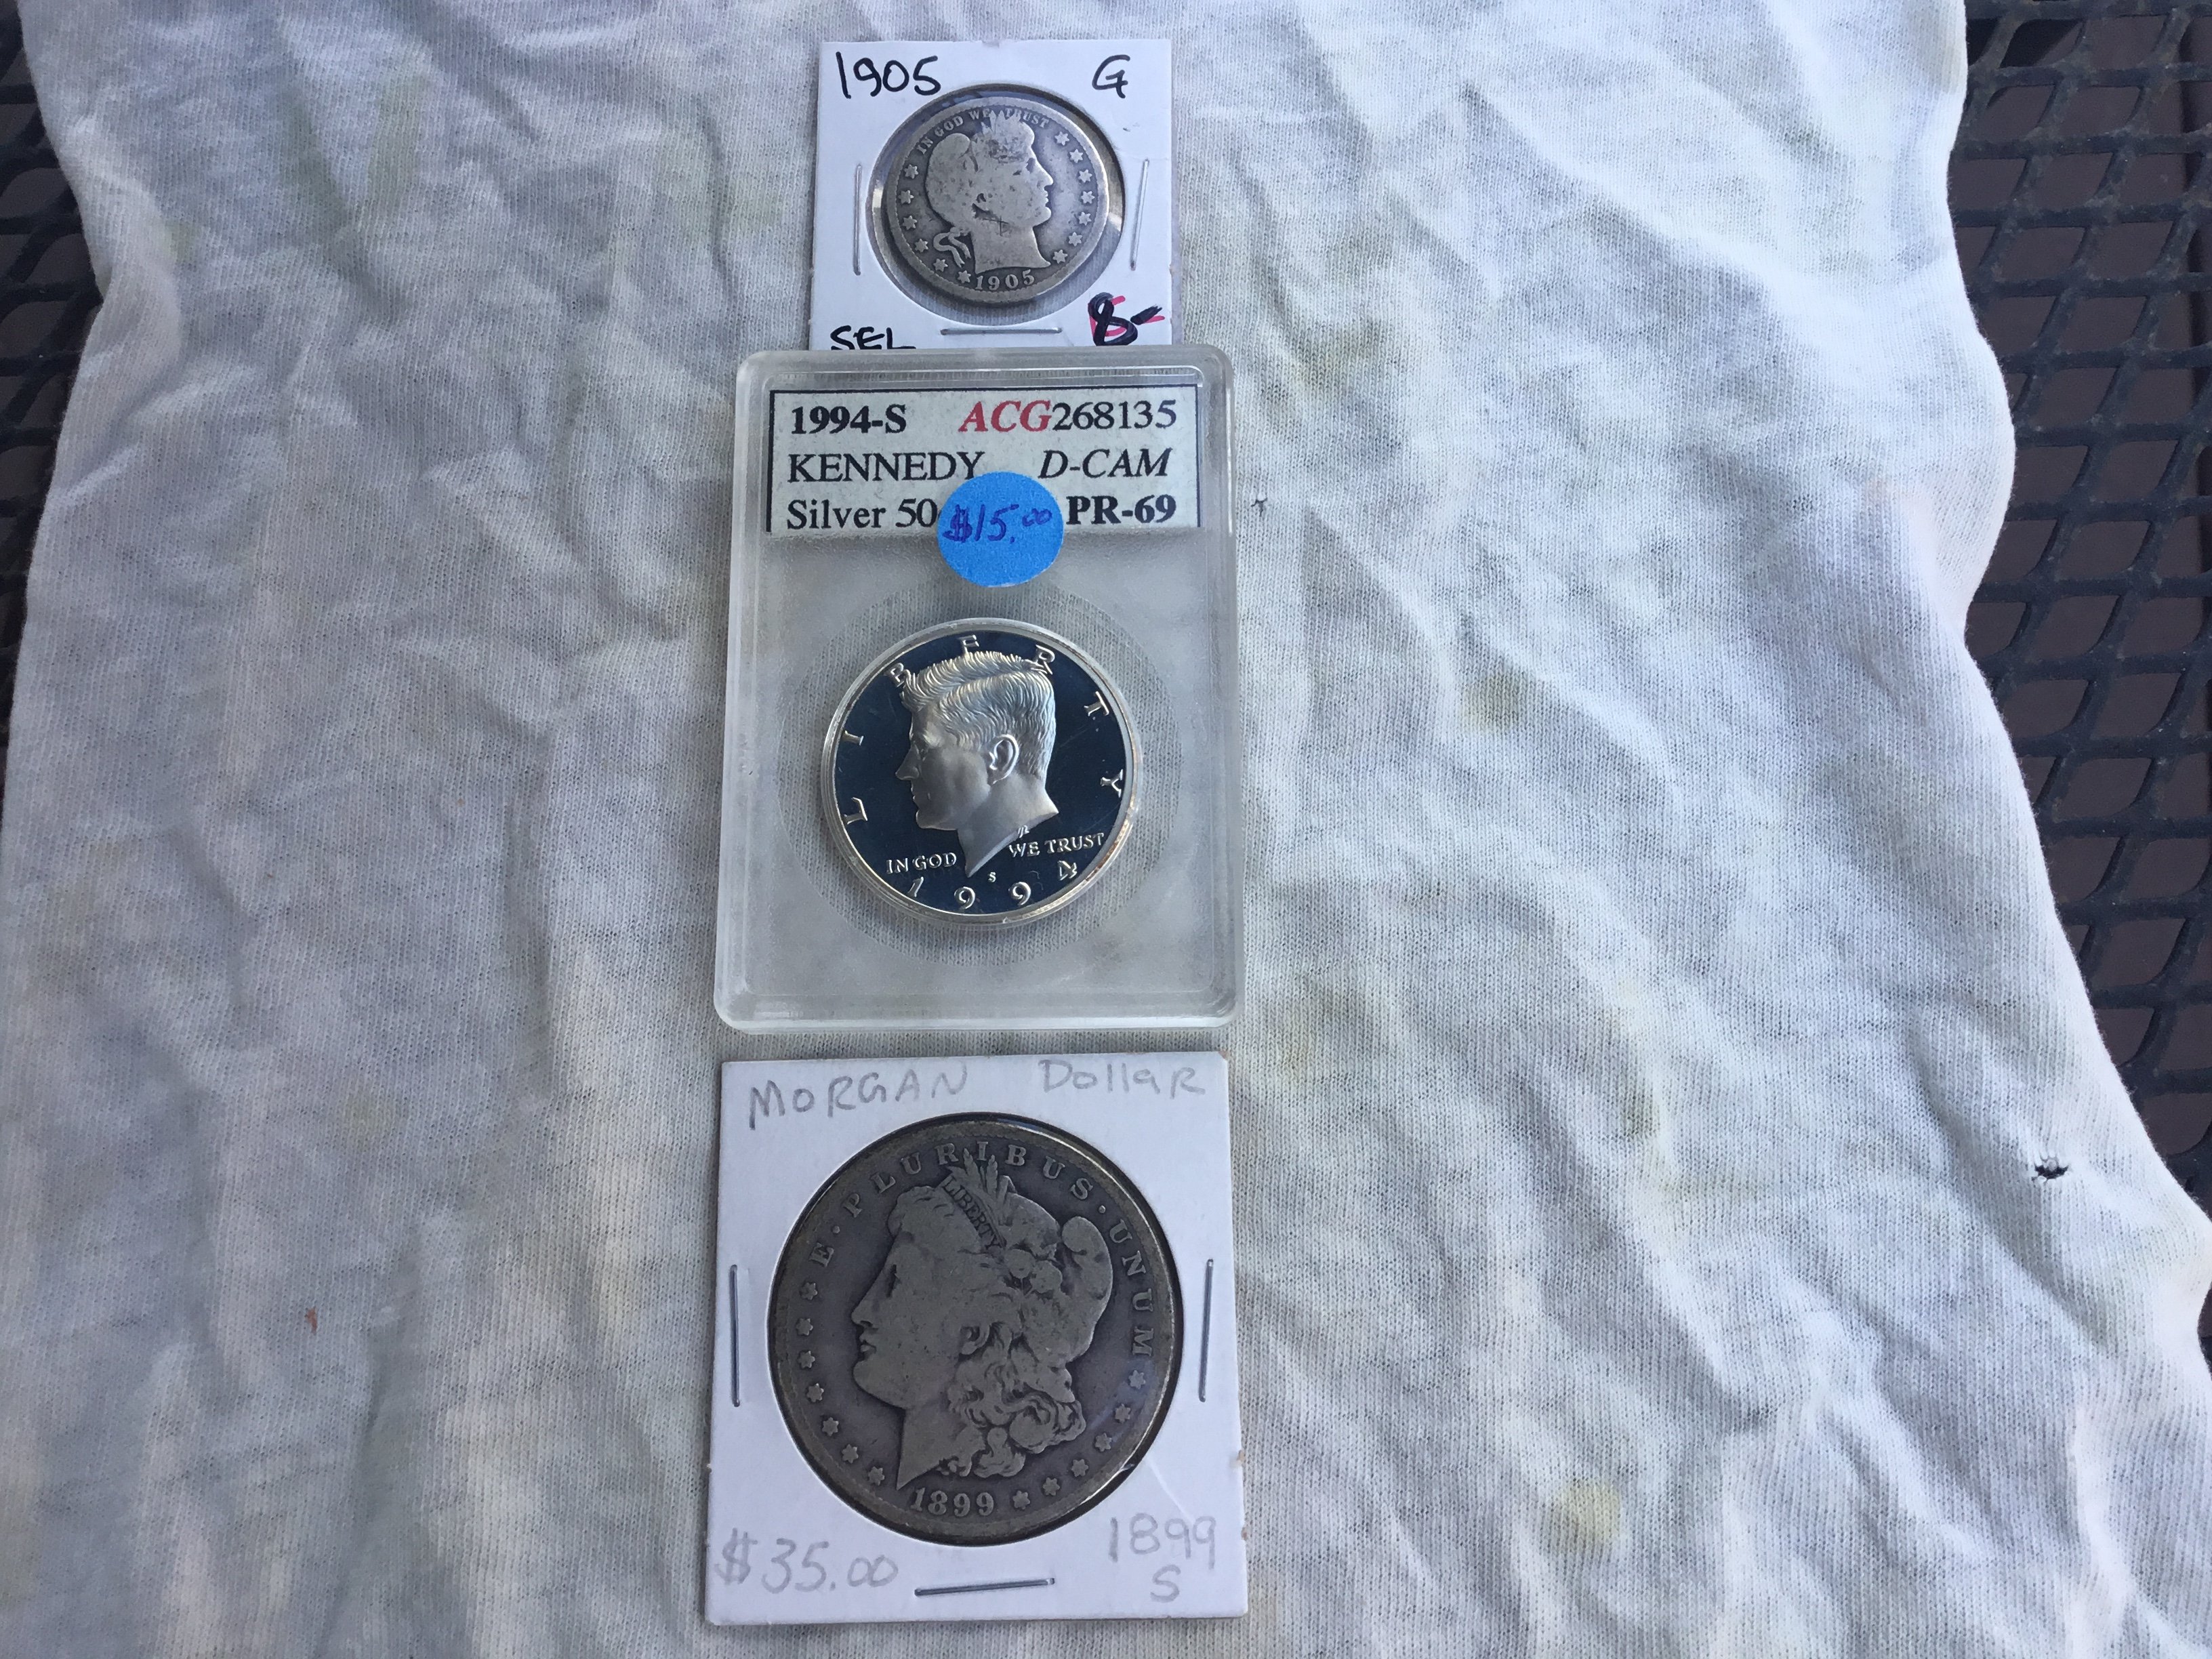 1905 G
IN GOD WE TRUST
1905
SEL 8-
1994-S ACG268135
KENNEDY D-CAM
Silver 50 PR-69
$15.00
LIBERTY
IN GOD WE TRUST
S
1994
MORGAN DollaR
E·PLURIBUS·UNUM
LIBERTY
1899
$35.00 1899
S